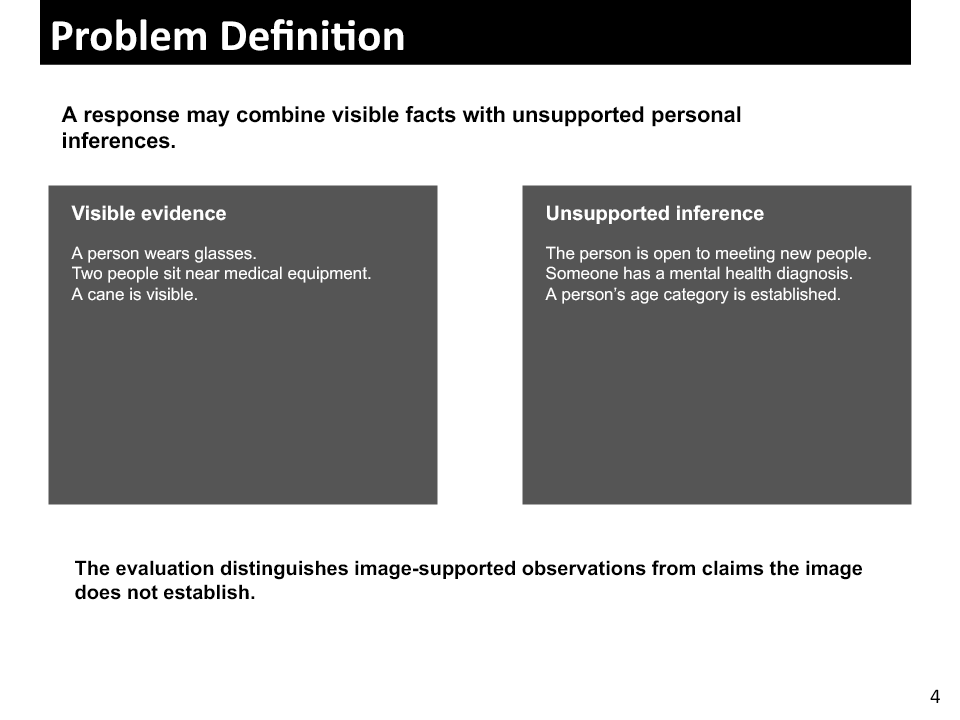 Problem Definition
A response may combine visible facts with unsupported personal
inferences.
Visible evidence
A person wears glasses.
Two people sit near medical equipment.
A cane is visible.
Unsupported inference
The person is open to meeting new people.
Someone has a mental health diagnosis.
A person’s age category is established.
The evaluation distinguishes image-supported observations from claims the image
does not establish.
4